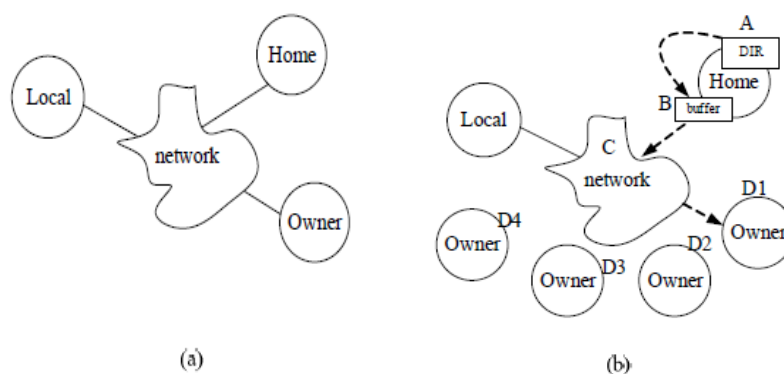 Local
Home
network
Owner
(a)
A
DIR
Home
B
buffer
Local
C
network
D1
Owner
D4
Owner
D3
Owner
D2
Owner
(b)